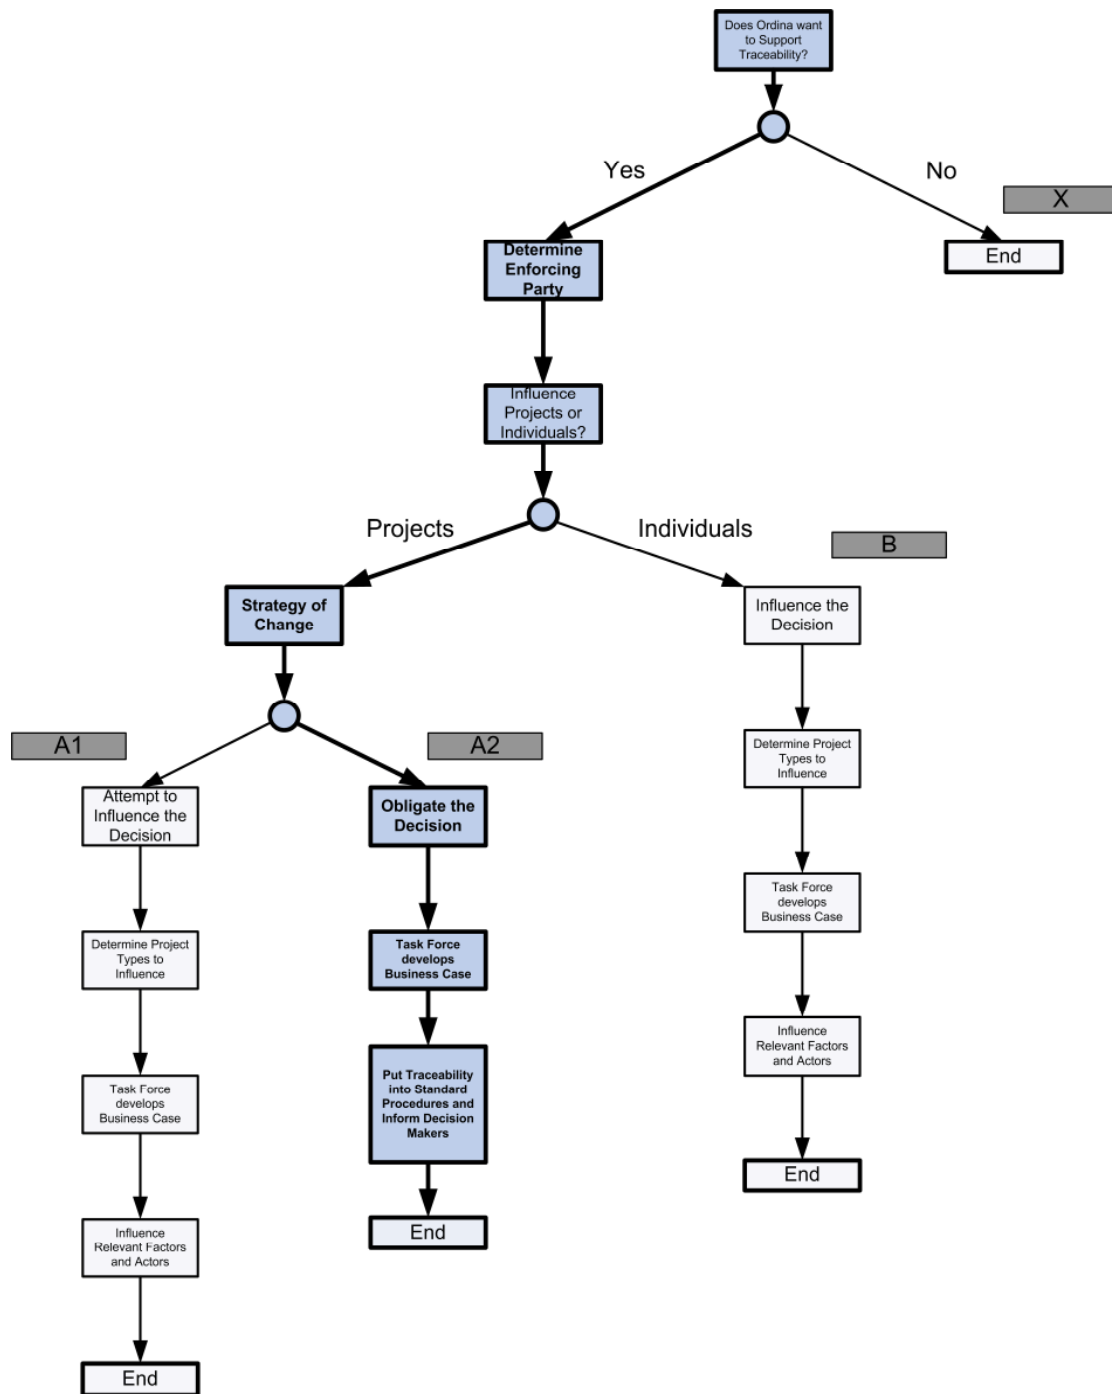 Does Ordina want
to Support
Traceability?
Yes
No
X
End
Determine
Enforcing
Party
Influence
Projects or
Individuals?
Projects
Individuals
B
Strategy of
Change
Influence the
Decision
A1
A2
Determine Project
Types to
Influence
Attempt to
Influence the
Decision
Obligate the
Decision
Task Force
develops
Business Case
Determine Project
Types to
Influence
Task Force
develops
Business Case
Influence
Relevant Factors
and Actors
Task Force
develops
Business Case
Put Traceability
into Standard
Procedures and
Inform Decision
Makers
End
Influence
Relevant Factors
and Actors
End
End